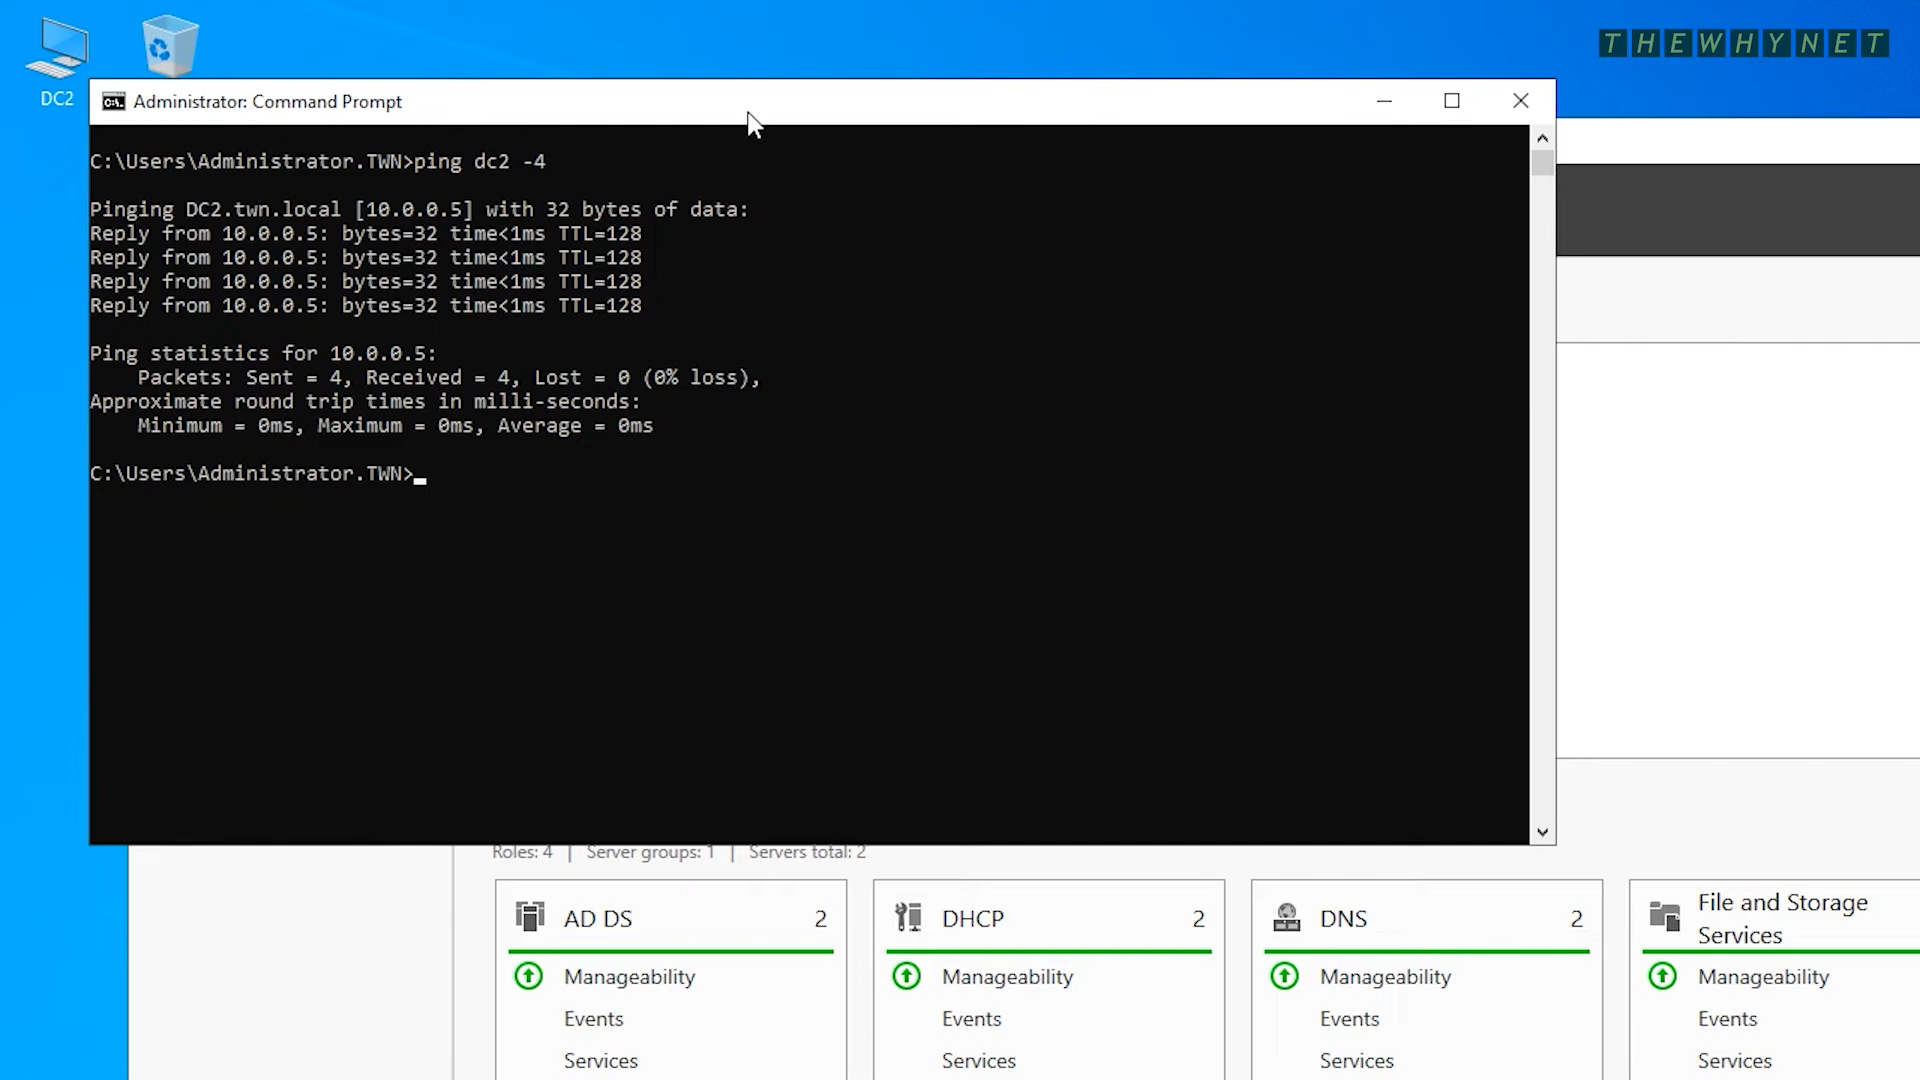 THEWHYNET
DC2
Administrator: Command Prompt
C:\Users\Administrator.TWN>ping dc2 -4
Pinging DC2.twn.local [10.0.0.5] with 32 bytes of data:
Reply from 10.0.0.5: bytes=32 time<1ms TTL=128
Reply from 10.0.0.5: bytes=32 time<1ms TTL=128
Reply from 10.0.0.5: bytes=32 time<1ms TTL=128
Reply from 10.0.0.5: bytes=32 time<1ms TTL=128
Ping statistics for 10.0.0.5:
Packets: Sent = 4, Received = 4, Lost = 0 (0% loss),
Approximate round trip times in milli-seconds:
Minimum = 0ms, Maximum = 0ms, Average = 0ms
C:\Users\Administrator.TWN>
Roles: 4 | Server groups: 1 | Servers total: 2
AD DS 2
Manageability
Events
Services
DHCP 2
Manageability
Events
Services
DNS 2
Manageability
Events
Services
File and Storage
Services
Manageability
Events
Services